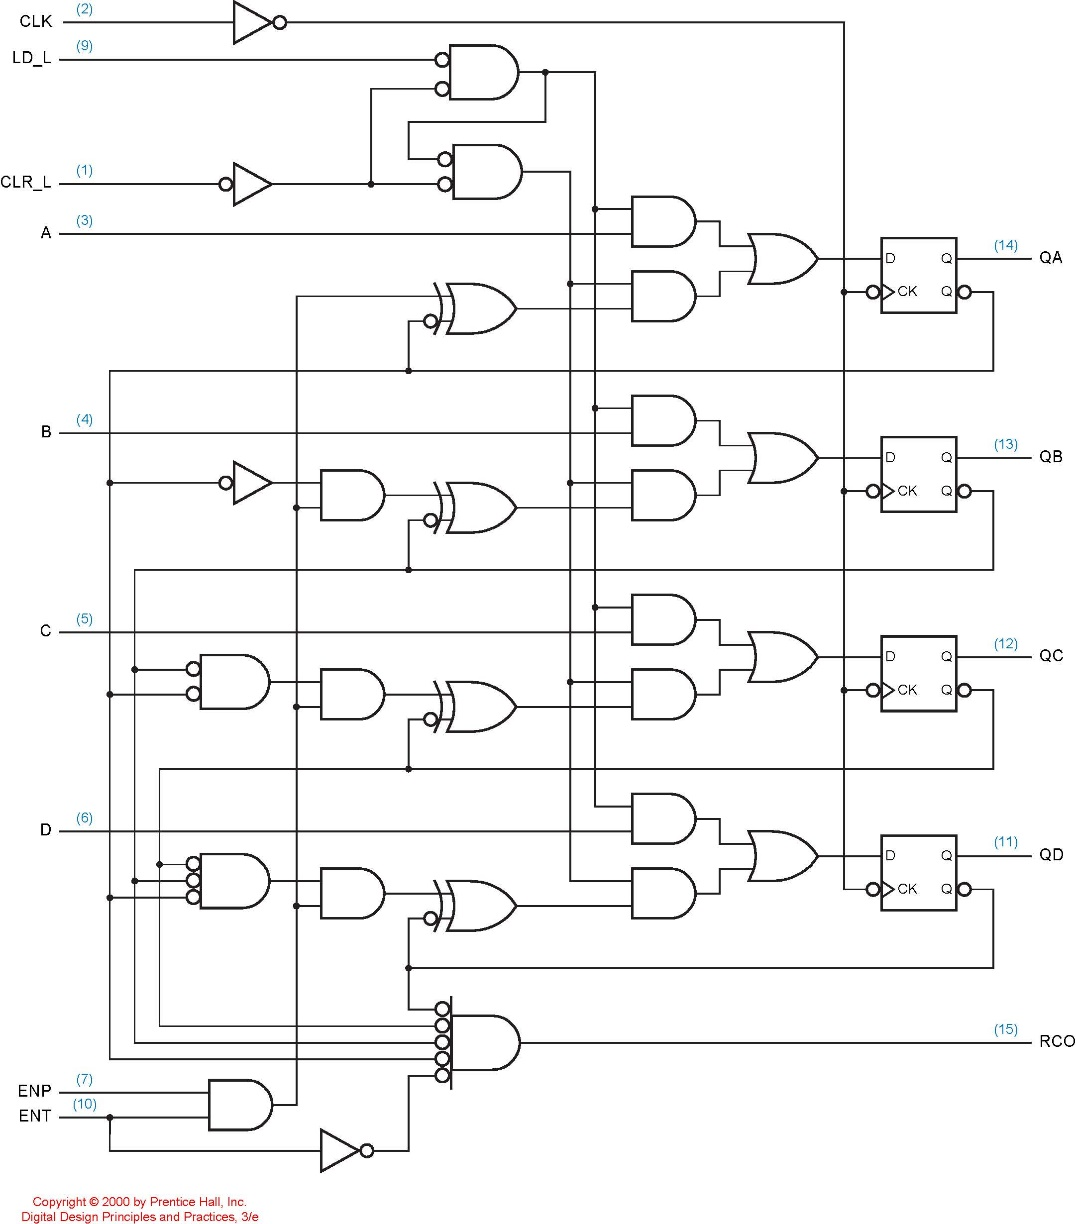 CLK (2)
LD_L (9)
CLR_L (1)
A (3)
D Q (14) QA
CK Q
B (4)
D Q (13) QB
CK Q
C (5)
D Q (12) QC
CK Q
D (6)
D Q (11) QD
CK Q
(15) RCO
ENP (7)
ENT (10)
Copyright © 2000 by Prentice Hall, Inc.
Digital Design Principles and Practices, 3/e